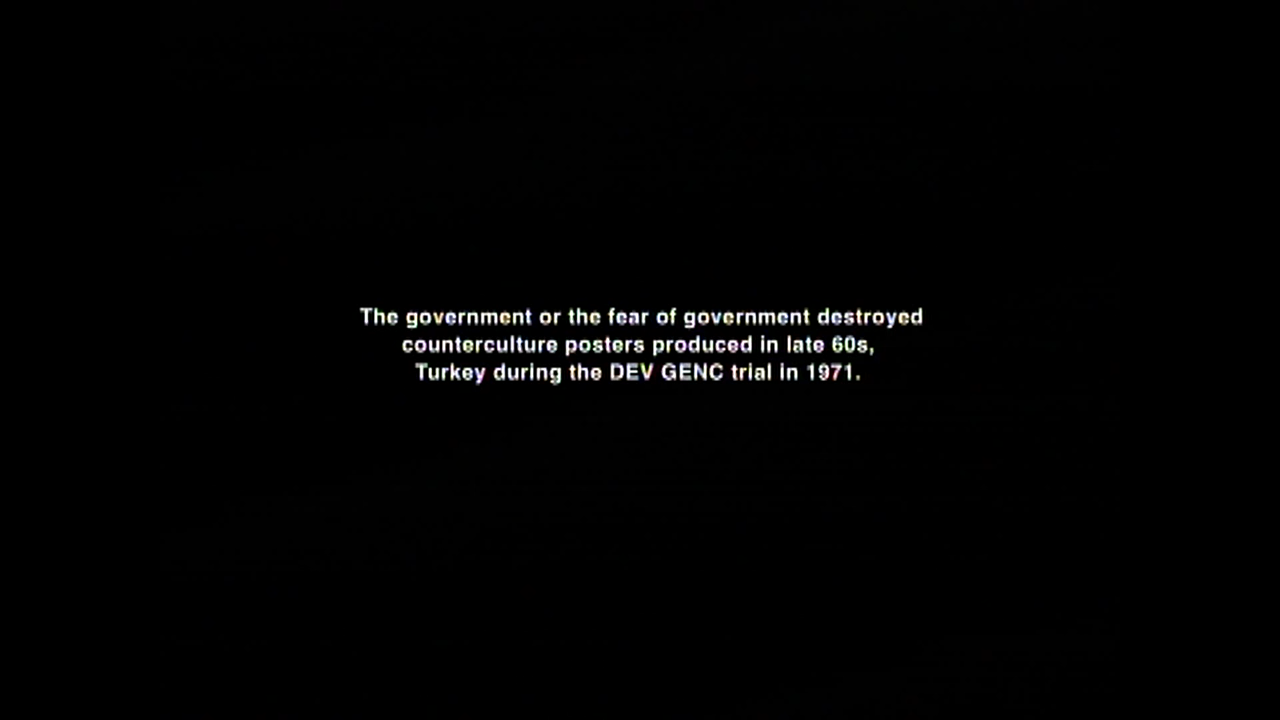 The government or the fear of government destroyed
counterculture posters produced in late 60s,
Turkey during the DEV GENC trial in 1971.